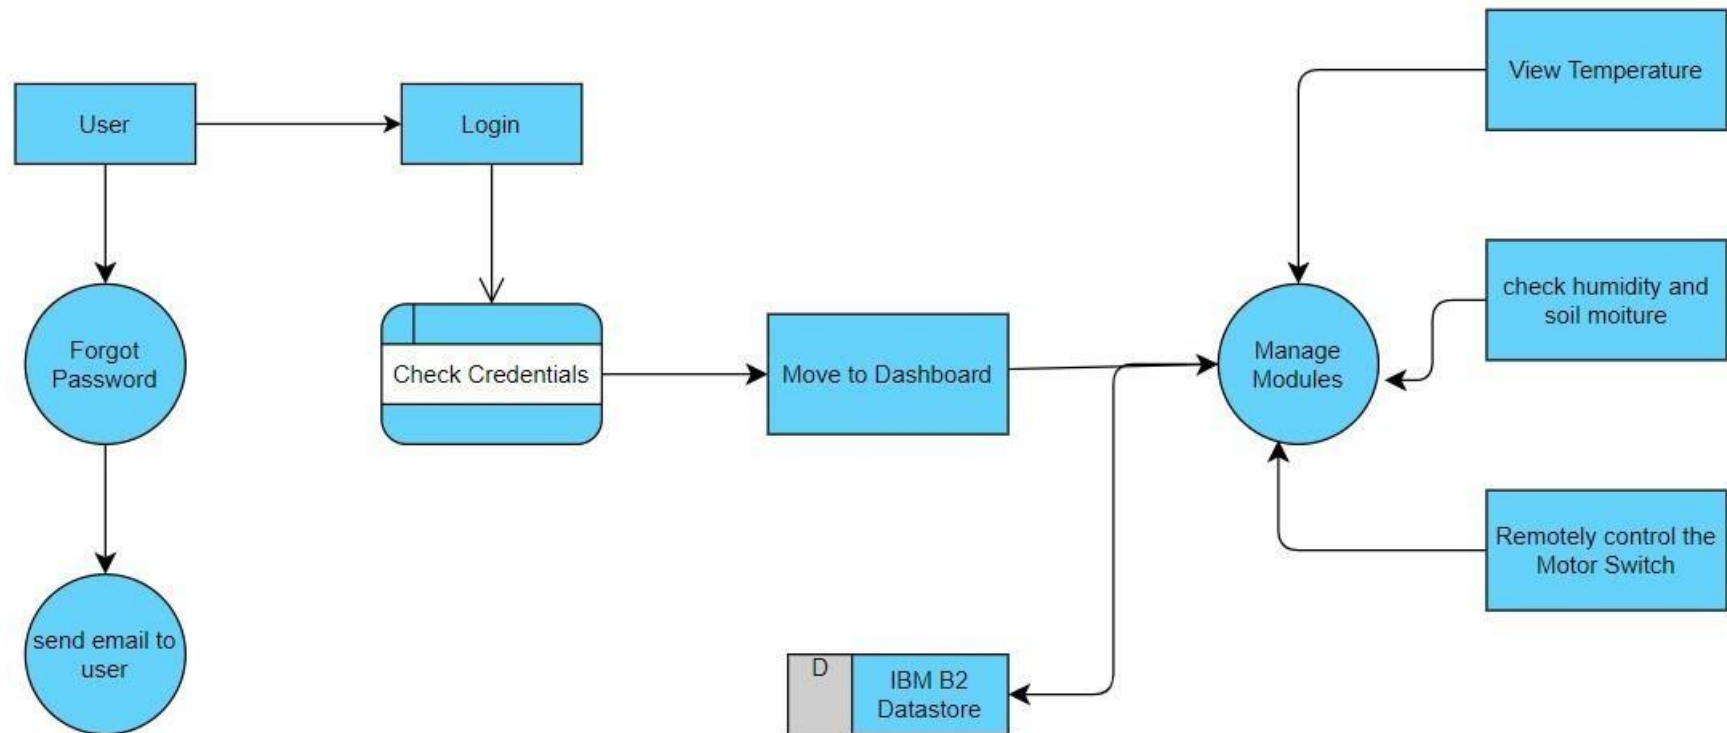 User
Login
View Temperature
Forgot
Password
Check Credentials
Move to Dashboard
Manage
Modules
check humidity and
soil moiture
Remotely control the
Motor Switch
send email to
user
D
IBM B2
Datastore